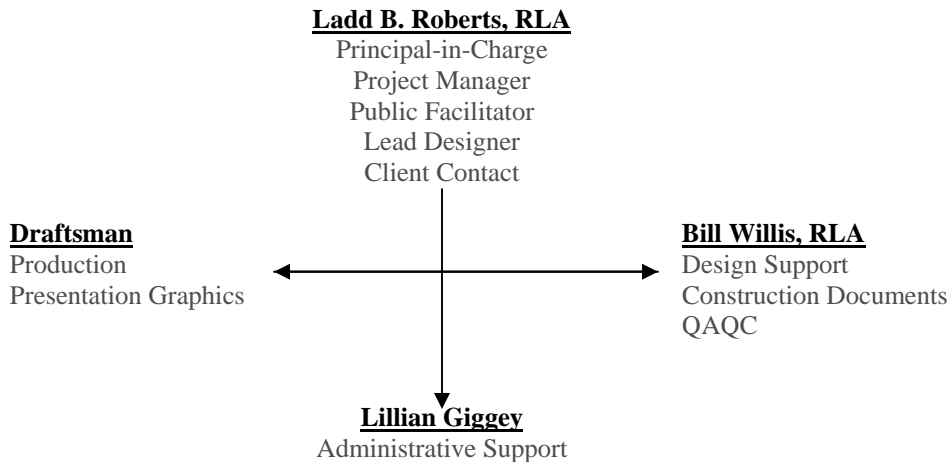 Ladd B. Roberts, RLA
Principal-in-Charge
Project Manager
Public Facilitator
Lead Designer
Client Contact
Draftsman
Production
Presentation Graphics
Bill Willis, RLA
Design Support
Construction Documents
QAQC
Lillian Giggey
Administrative Support